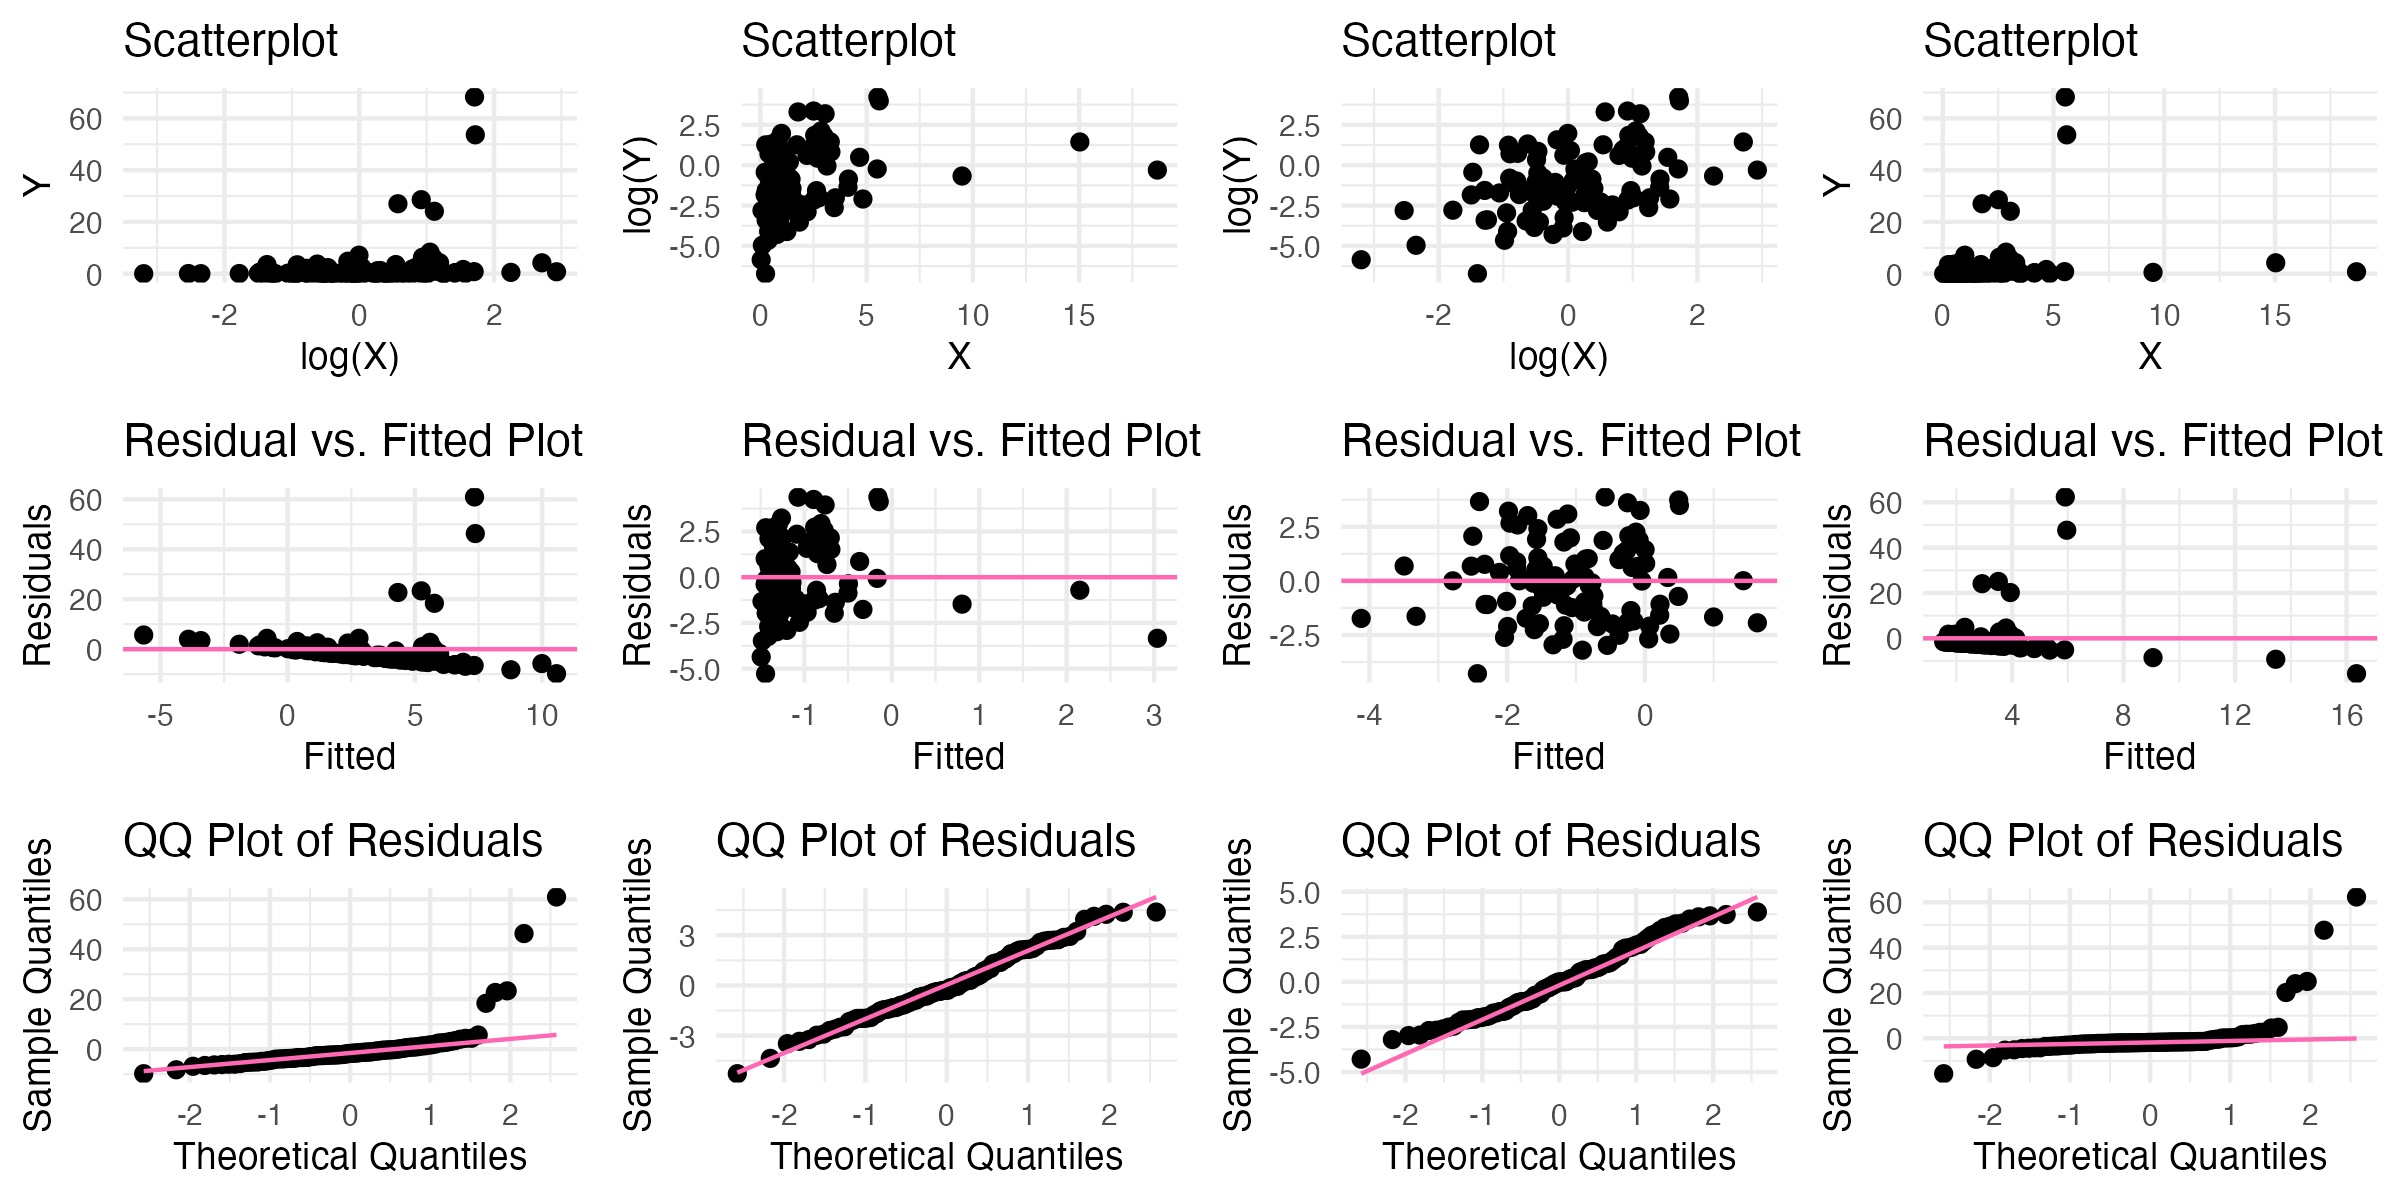 Scatterplot
Y
60
40
20
0
-2 0 2
log(X)
Scatterplot
log(Y)
2.5
0.0
-2.5
-5.0
0 5 10 15
X
Scatterplot
log(Y)
2.5
0.0
-2.5
-5.0
-2 0 2
log(X)
Scatterplot
Y
60
40
20
0
0 5 10 15
X
Residual vs. Fitted Plot
Residuals
60
40
20
0
-5 0 5 10
Fitted
Residual vs. Fitted Plot
Residuals
2.5
0.0
-2.5
-5.0
-1 0 1 2 3
Fitted
Residual vs. Fitted Plot
Residuals
2.5
0.0
-2.5
-4 -2 0
Fitted
Residual vs. Fitted Plot
Residuals
60
40
20
0
4 8 12 16
Fitted
QQ Plot of Residuals
Sample Quantiles
60
40
20
0
-2 -1 0 1 2
Theoretical Quantiles
QQ Plot of Residuals
Sample Quantiles
3
0
-3
-2 -1 0 1 2
Theoretical Quantiles
QQ Plot of Residuals
Sample Quantiles
5.0
2.5
0.0
-2.5
-5.0
-2 -1 0 1 2
Theoretical Quantiles
QQ Plot of Residuals
Sample Quantiles
60
40
20
0
-2 -1 0 1 2
Theoretical Quantiles